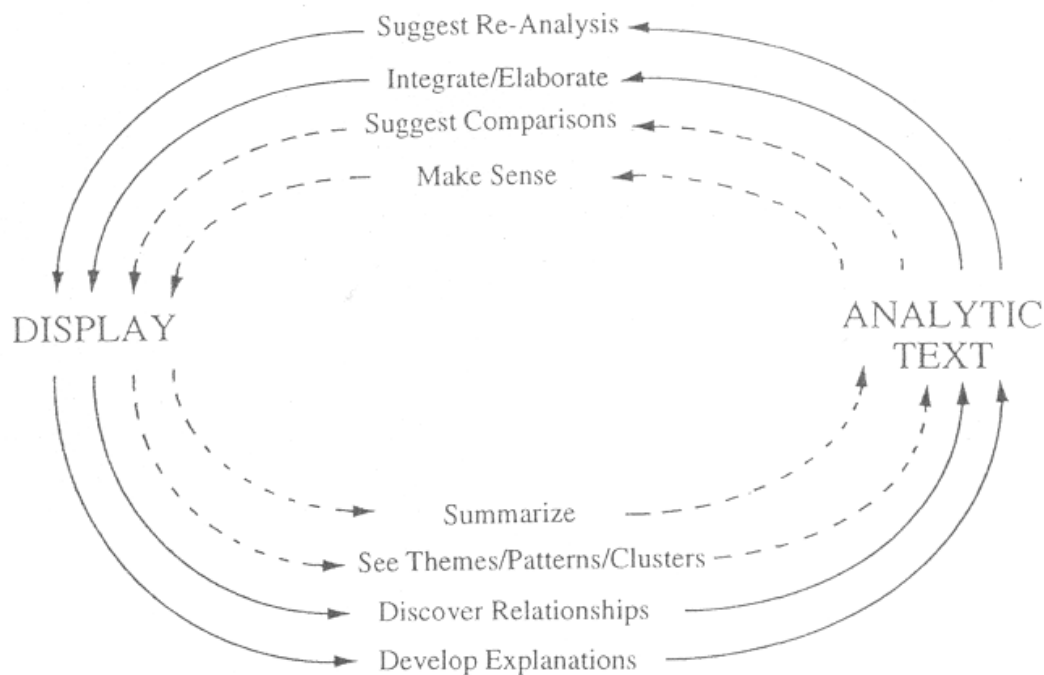 Suggest Re-Analysis
Integrate/Elaborate
Suggest Comparisons
Make Sense
DISPLAY
ANALYTIC
TEXT
Summarize
See Themes/Patterns/Clusters
Discover Relationships
Develop Explanations